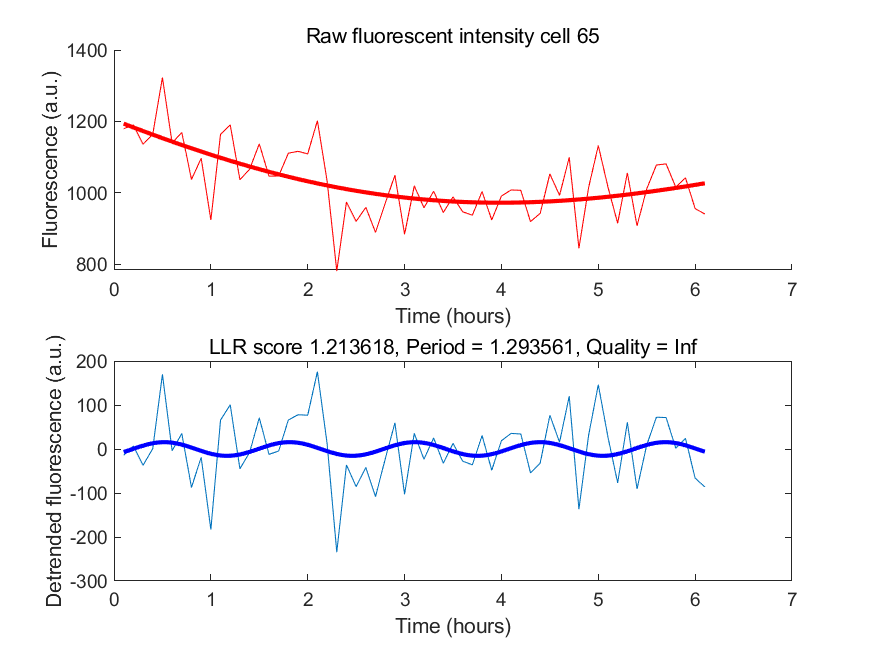 Raw fluorescent intensity cell 65
1400
1200
1000
800
Fluorescence (a.u.)
0 1 2 3 4 5 6 7
Time (hours)
LLR score 1.213618, Period = 1.293561, Quality = Inf
200
100
0
-100
-200
-300
Detrended fluorescence (a.u.)
0 1 2 3 4 5 6 7
Time (hours)